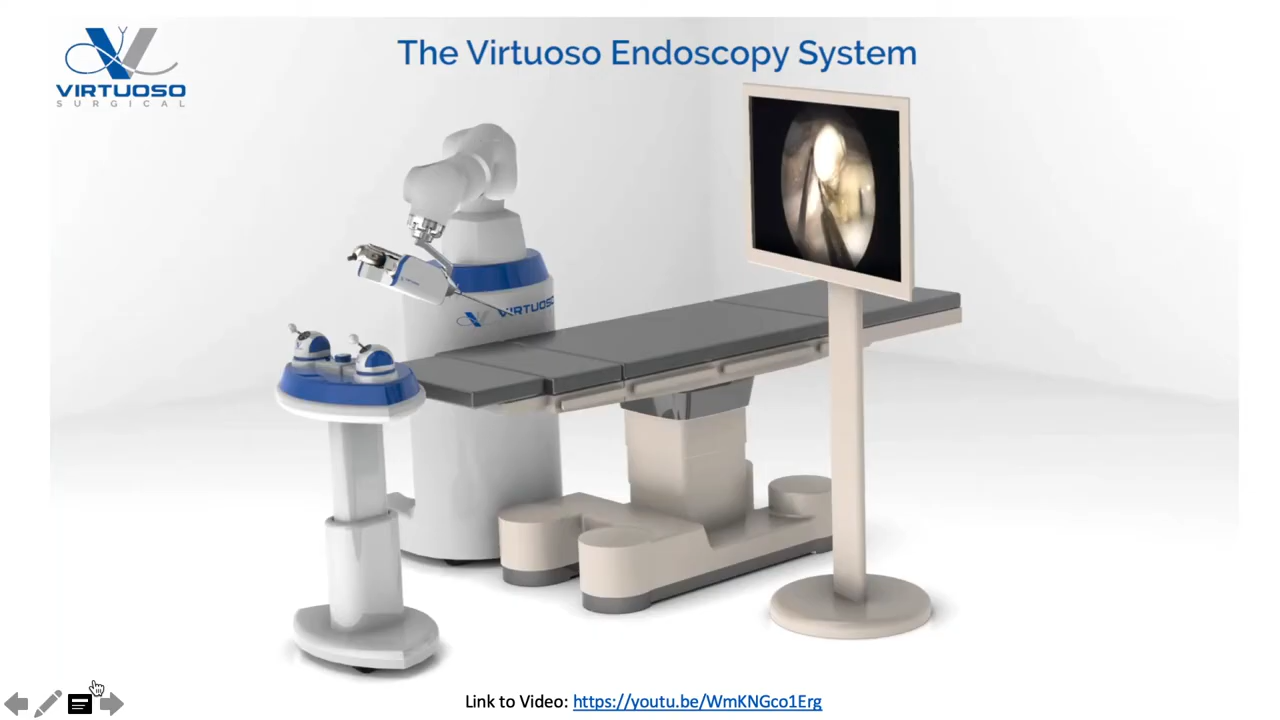 VIRTUOSO
SURGICAL
The Virtuoso Endoscopy System
VIRTUOSO
Link to Video: https://youtu.be/WmKNGco1Erg